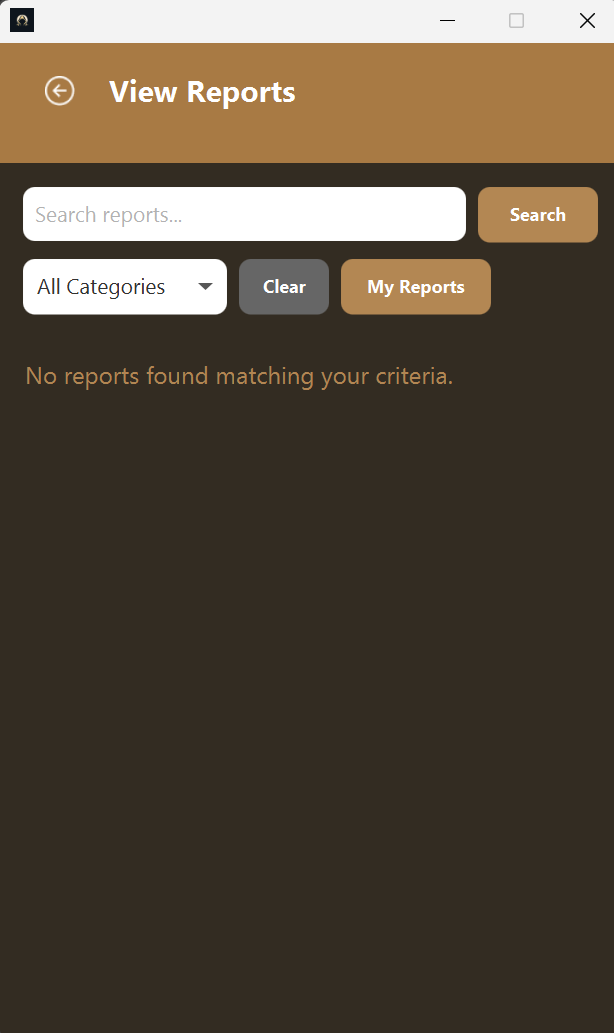 View Reports
Search reports...
Search
All Categories
Clear
My Reports
No reports found matching your criteria.